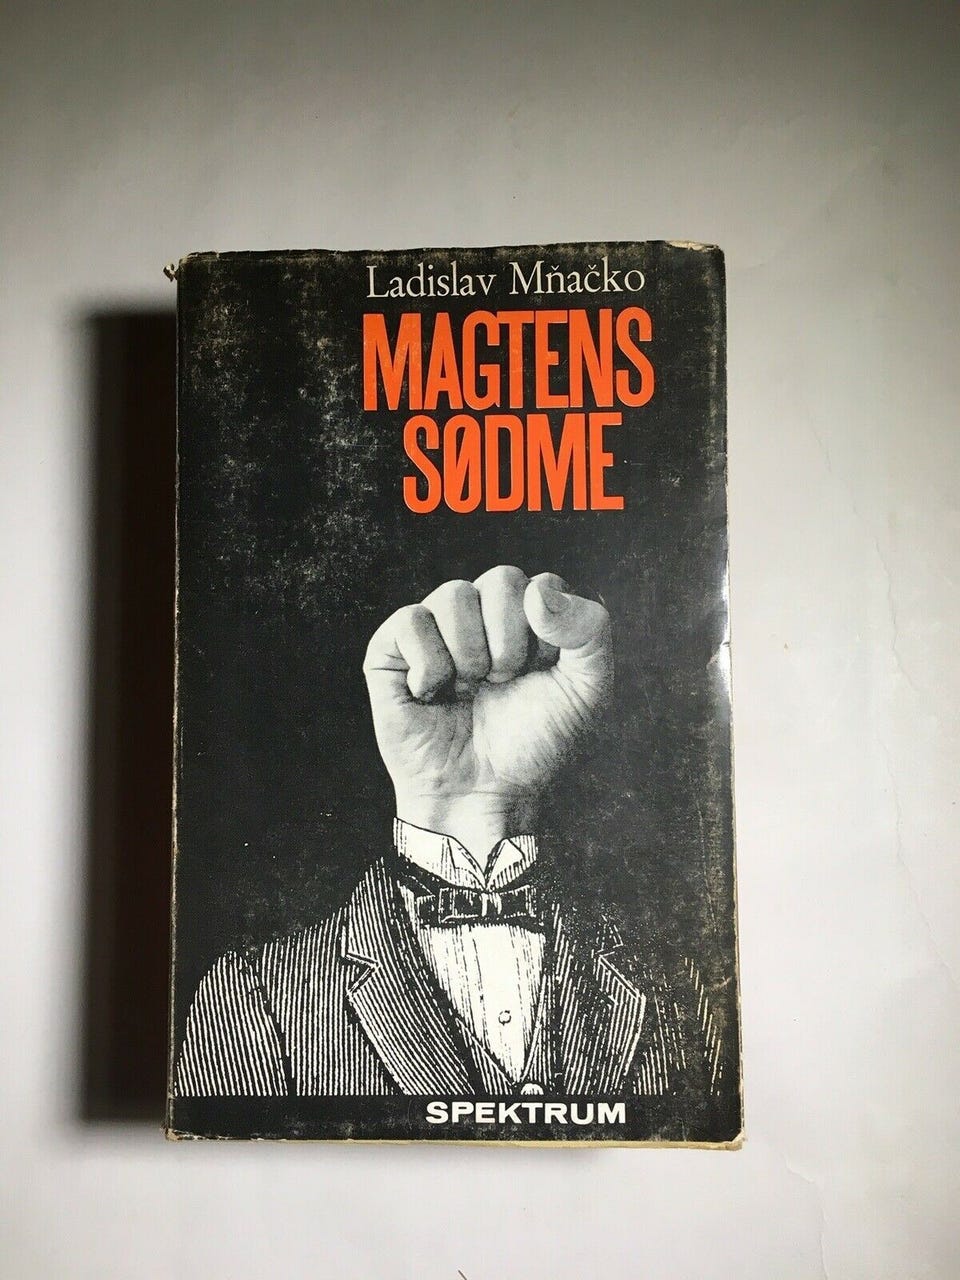 Ladislav Mňačko
MAGTENS
SØDME
SPEKTRUM